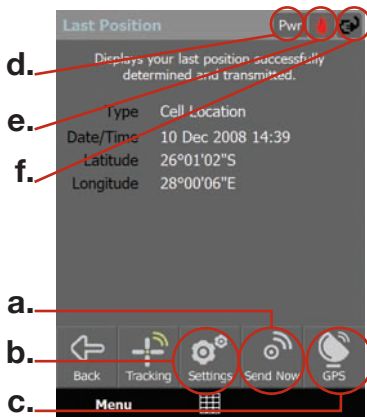 Last Position Pwr
Displays your last position successfully
determined and transmitted.
d.
e.
f.
Type Cell Location
Date/Time 10 Dec 2008 14:39
Latitude 26°01'02"S
Longitude 28°00'06"E
a.
b.
Back Tracking Settings Send Now GPS
c.
Menu